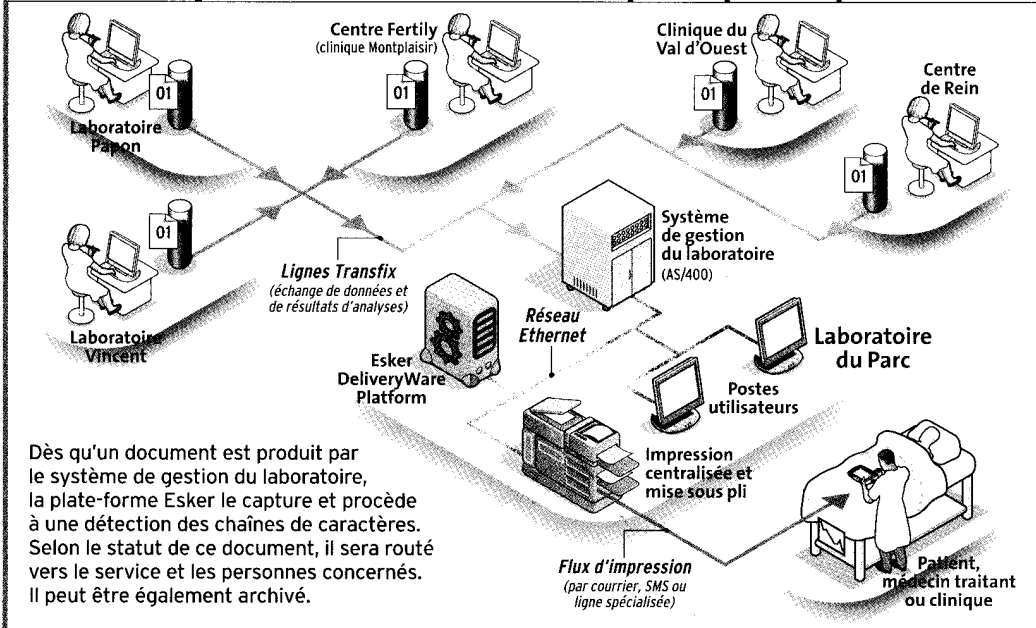 Centre Fertily
(clinique Montplaisir)
Clinique du
Val d'Ouest
Centre
de Rein
01
01
01
01
01
Laboratoire
Papon
Laboratoire
Vincent
Lignes Transfix
(échange de données et
de résultats d'analyses)
Système
de gestion
du laboratoire
(AS/400)
Réseau
Ethernet
Esker
DeliveryWare
Platform
Laboratoire
du Parc
Postes
utilisateurs
Impression
centralisée et
mise sous pli
Dès qu'un document est produit par
le système de gestion du laboratoire,
la plate-forme Esker le capture et procède
à une détection des chaînes de caractères.
Selon le statut de ce document, il sera routé
vers le service et les personnes concernés.
Il peut être également archivé.
Flux d'impression
(par courrier, SMS ou
ligne spécialisée)
Patient,
médecin traitant
ou clinique